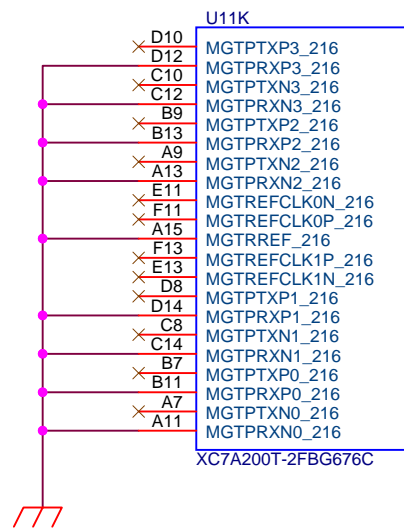 U11K
D10 MGTPTXP3_216
D12 MGTPRXP3_216
C10 MGTPTXN3_216
C12 MGTPRXN3_216
B9 MGTPTXP2_216
B13 MGTPRXP2_216
A9 MGTPTXN2_216
A13 MGTPRXN2_216
E11 MGTREFCLK0N_216
F11 MGTREFCLK0P_216
A15 MGTRREF_216
F13 MGTREFCLK1P_216
E13 MGTREFCLK1N_216
D8 MGTPTXP1_216
D14 MGTPRXP1_216
C8 MGTPTXN1_216
C14 MGTPRXN1_216
B7 MGTPTXP0_216
B11 MGTPRXP0_216
A7 MGTPTXN0_216
A11 MGTPRXN0_216
XC7A200T-2FBG676C